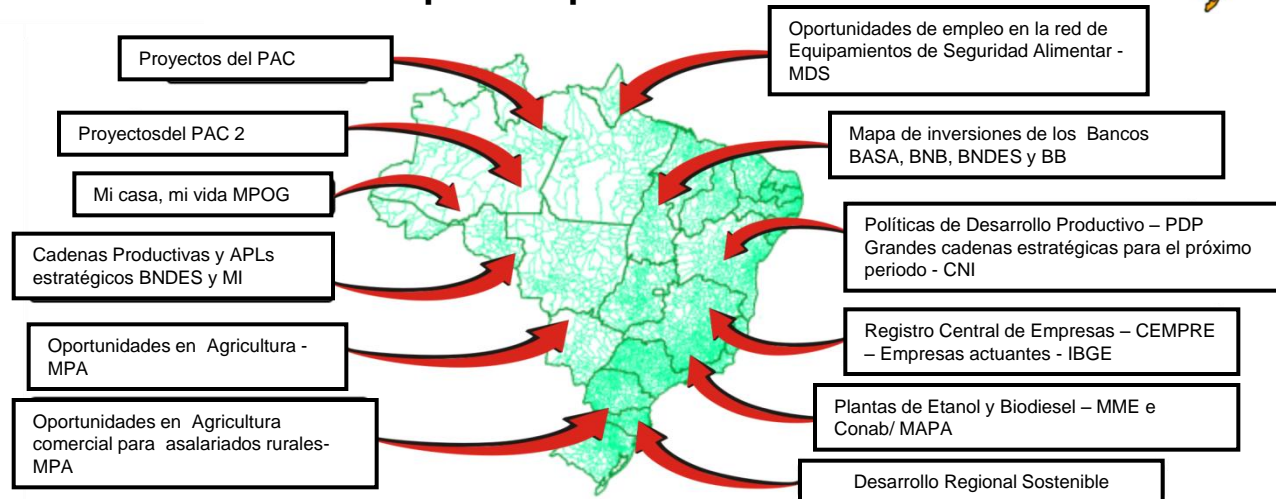 Proyectos del PAC
Proyectosdel PAC 2
Mi casa, mi vida MPOG
Cadenas Productivas y APLs
estratégicos BNDES y MI
Oportunidades en Agricultura -
MPA
Oportunidades en Agricultura
comercial para asalariados rurales-
MPA
Oportunidades de empleo en la red de
Equipamientos de Seguridad Alimentar -
MDS
Mapa de inversiones de los Bancos
BASA, BNB, BNDES y BB
Políticas de Desarrollo Productivo – PDP
Grandes cadenas estratégicas para el próximo
periodo - CNI
Registro Central de Empresas – CEMPRE
– Empresas actuantes - IBGE
Plantas de Etanol y Biodiesel – MME e
Conab/ MAPA
Desarrollo Regional Sostenible